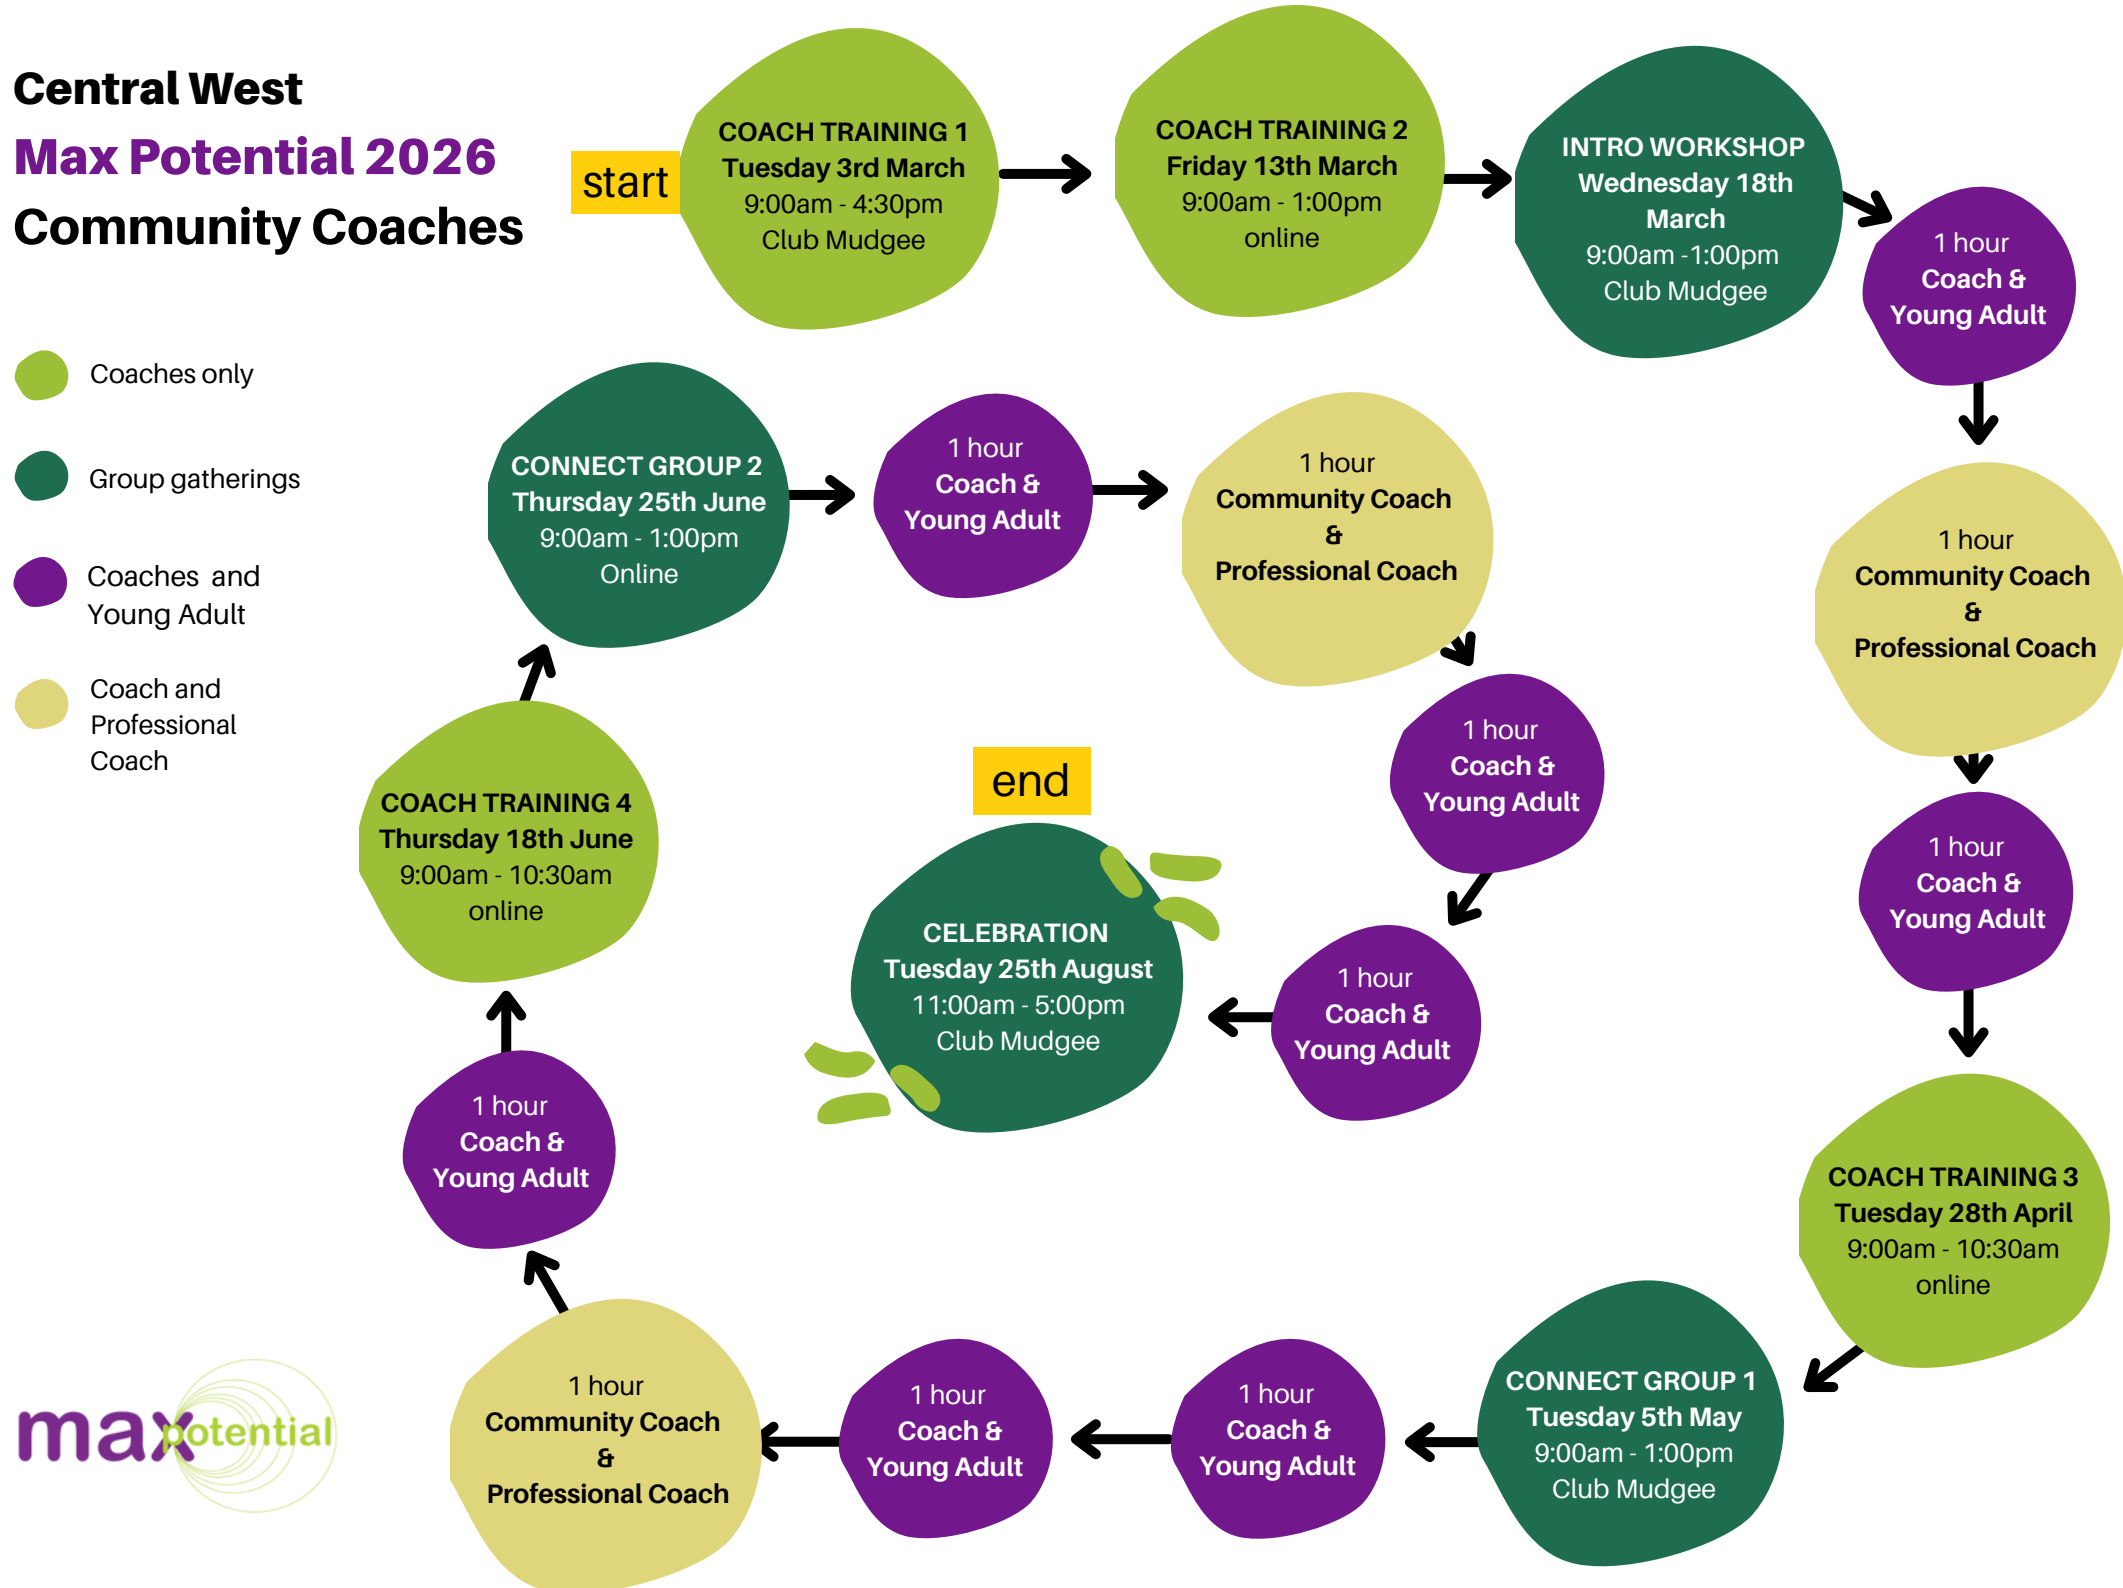 Central West
Max Potential 2026
Community Coaches
start
COACH TRAINING 1
Tuesday 3rd March
9:00am - 4:30pm
Club Mudgee
COACH TRAINING 2
Friday 13th March
9:00am - 1:00pm
online
INTRO WORKSHOP
Wednesday 18th
March
9:00am -1:00pm
Club Mudgee
1 hour
Coach &
Young Adult
1 hour
Community Coach
&
Professional Coach
1 hour
Coach &
Young Adult
COACH TRAINING 3
Tuesday 28th April
9:00am - 10:30am
online
CONNECT GROUP 1
Tuesday 5th May
9:00am - 1:00pm
Club Mudgee
1 hour
Coach &
Young Adult
1 hour
Coach &
Young Adult
1 hour
Community Coach
&
Professional Coach
1 hour
Coach &
Young Adult
COACH TRAINING 4
Thursday 18th June
9:00am - 10:30am
online
CONNECT GROUP 2
Thursday 25th June
9:00am - 1:00pm
Online
1 hour
Coach &
Young Adult
1 hour
Community Coach
&
Professional Coach
1 hour
Coach &
Young Adult
1 hour
Coach &
Young Adult
end
CELEBRATION
Tuesday 25th August
11:00am - 5:00pm
Club Mudgee
Coaches only
Group gatherings
Coaches and
Young Adult
Coach and
Professional
Coach
max potential